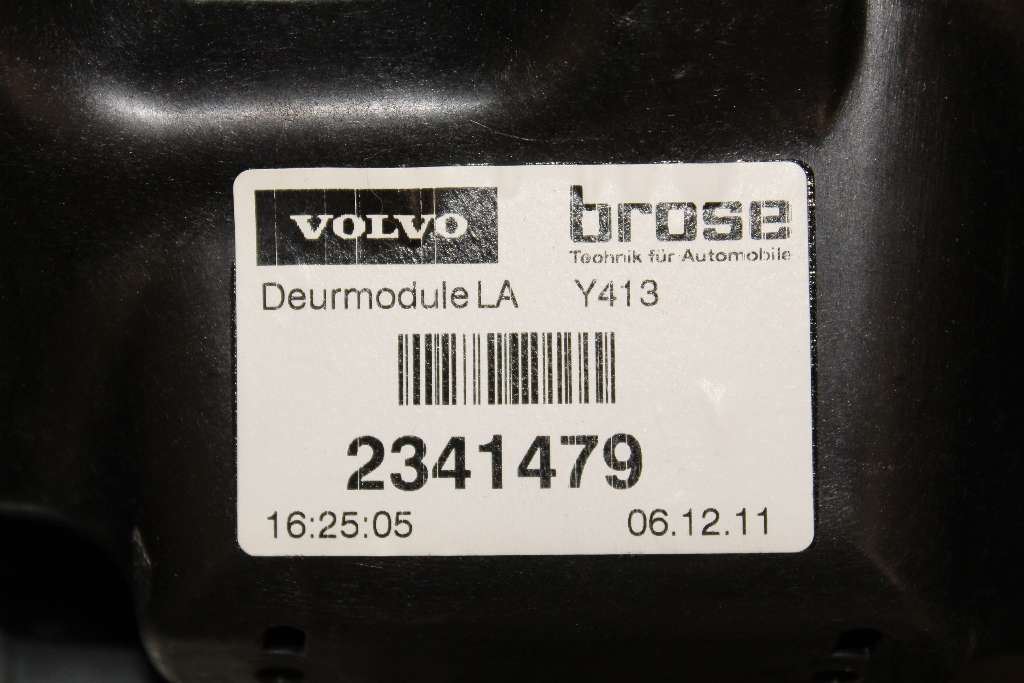 VOLVO brose
Technik für Automobile
Deurmodule LA Y413
2341479
16:25:05 06.12.11